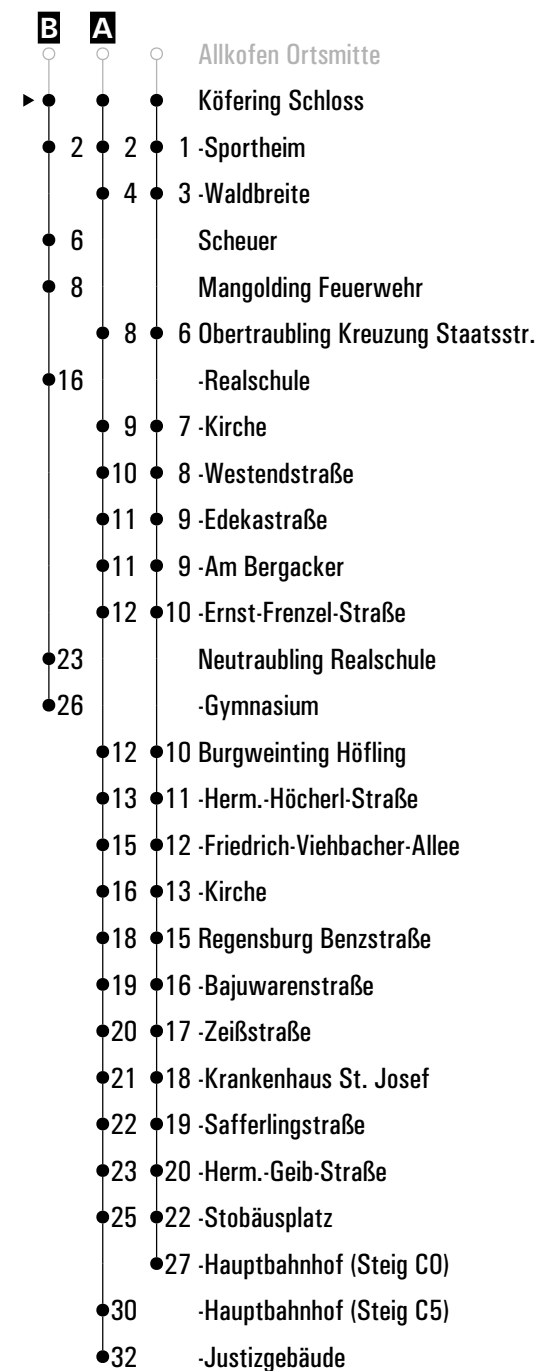 B A
Allkofen Ortsmitte
Köfering Schloss
2 2 1 -Sportheim
4 3 -Waldbreite
6 Scheuer
8 Mangolding Feuerwehr
8 6 Obertraubling Kreuzung Staatsstr.
16 -Realschule
9 7 -Kirche
10 8 -Westendstraße
11 9 -Edekastraße
11 9 -Am Bergacker
12 10 -Ernst-Frenzel-Straße
23 Neutraubling Realschule
26 -Gymnasium
12 10 Burgweinting Höfling
13 11 -Herm.-Höcherl-Straße
15 12 -Friedrich-Viehbacher-Allee
16 13 -Kirche
18 15 Regensburg Benzstraße
19 16 -Bajuwarenstraße
20 17 -Zeißstraße
21 18 -Krankenhaus St. Josef
22 19 -Safferlingstraße
23 20 -Herm.-Geib-Straße
25 22 -Stobäusplatz
27 -Hauptbahnhof (Steig C0)
30 -Hauptbahnhof (Steig C5)
32 -Justizgebäude